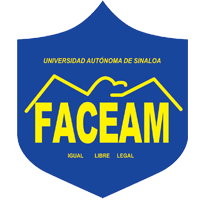 UNIVERSIDAD AUTÓNOMA DE SINALOA
FACEAM
IGUAL LIBRE LEGAL